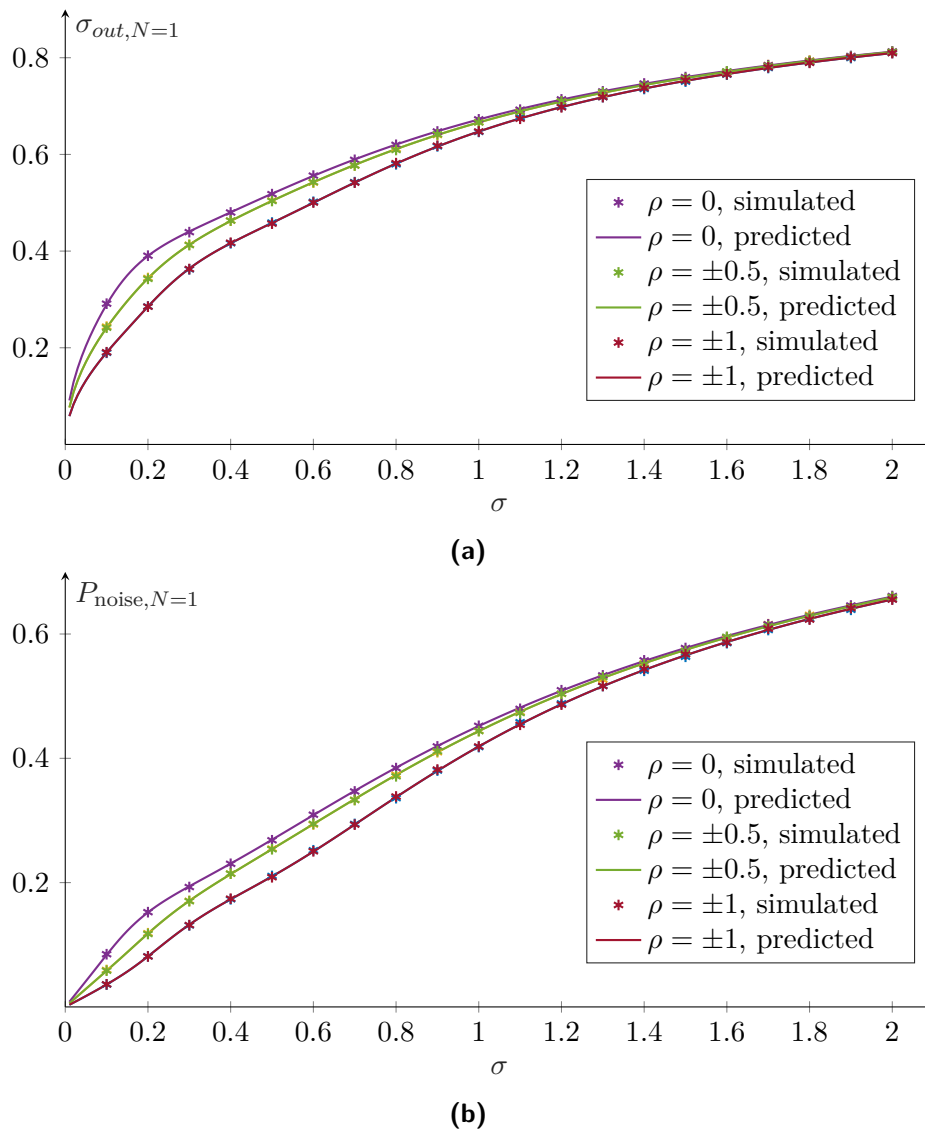 σout,N=1
0.8
0.6
0.4
0.2
ρ = 0, simulated
ρ = 0, predicted
ρ = ±0.5, simulated
ρ = ±0.5, predicted
ρ = ±1, simulated
ρ = ±1, predicted
0 0.2 0.4 0.6 0.8 1 1.2 1.4 1.6 1.8 2
σ
(a)
Pnoise,N=1
0.6
0.4
0.2
ρ = 0, simulated
ρ = 0, predicted
ρ = ±0.5, simulated
ρ = ±0.5, predicted
ρ = ±1, simulated
ρ = ±1, predicted
0 0.2 0.4 0.6 0.8 1 1.2 1.4 1.6 1.8 2
σ
(b)